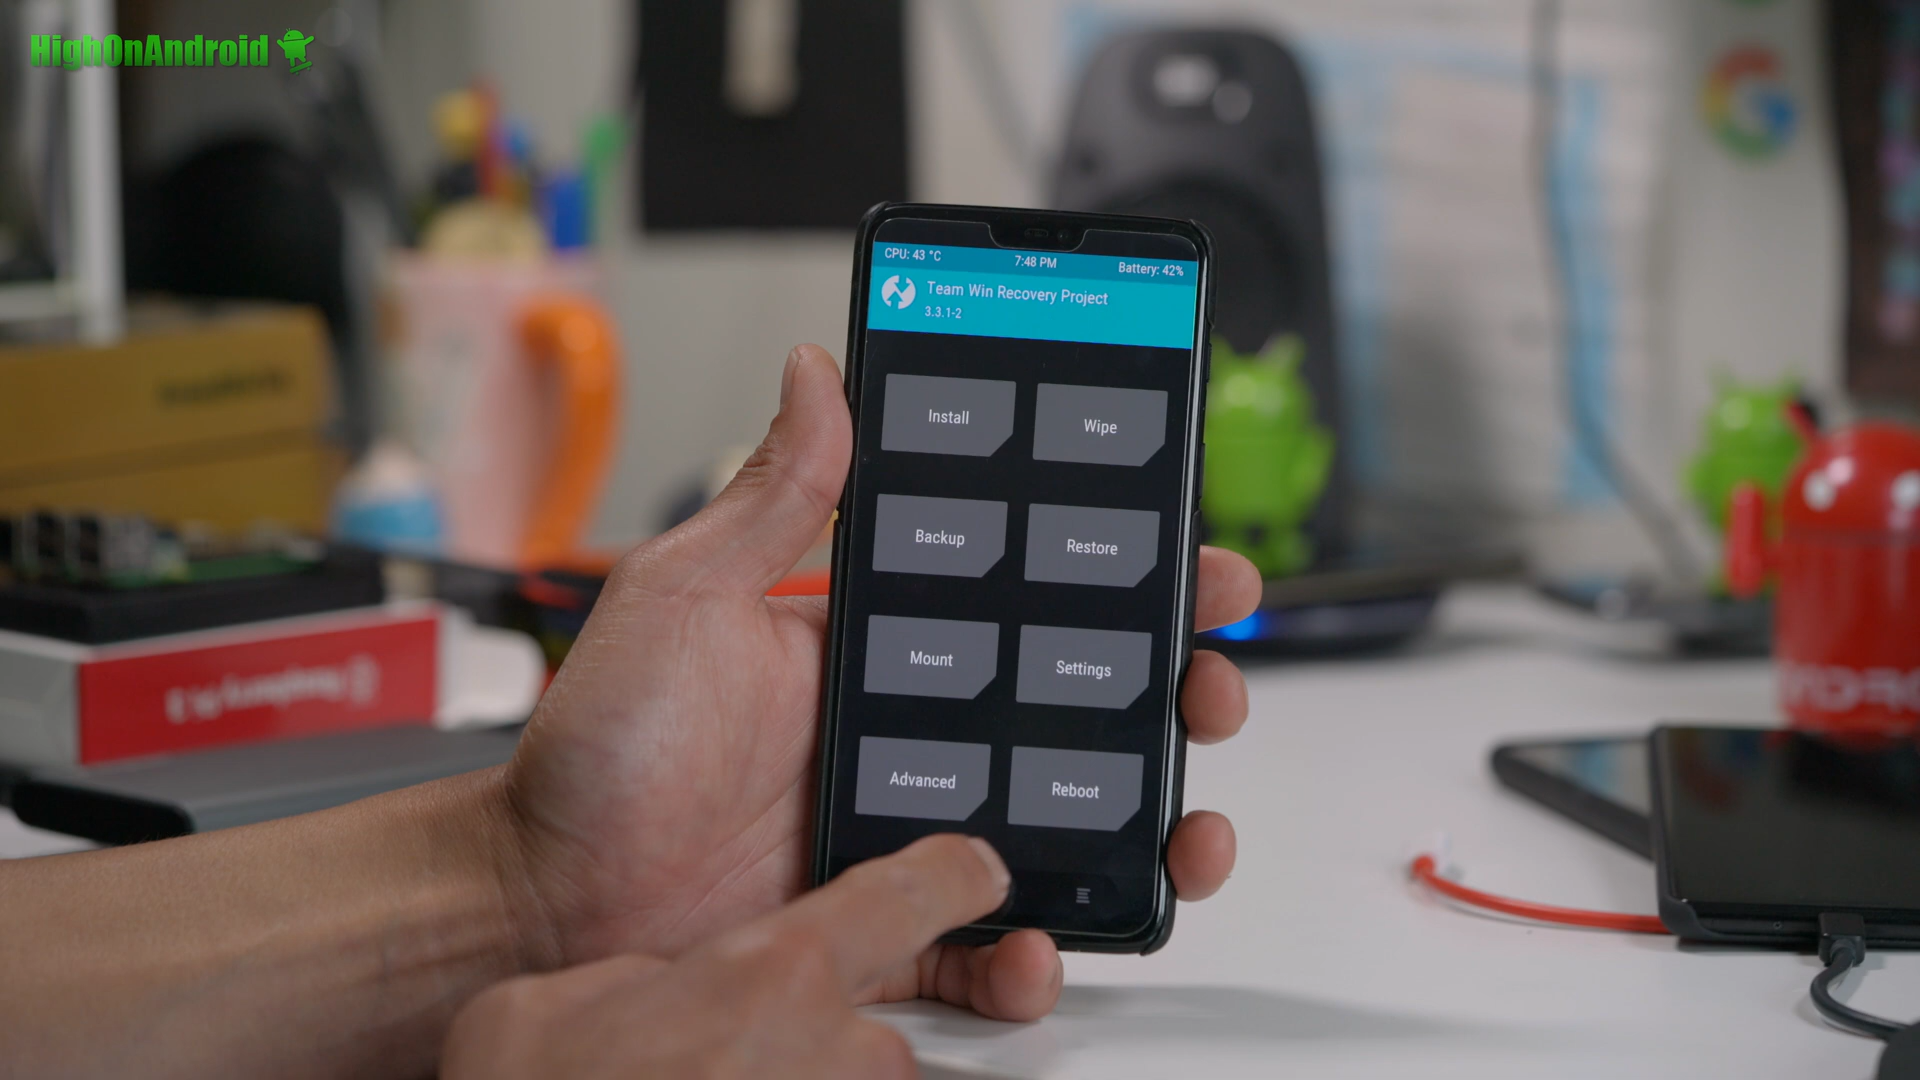 HighOnAndroid
CPU: 43 °C
7:48 PM
Battery: 42%
Team Win Recovery Project
3.3.1-2
Install
Wipe
Backup
Restore
Mount
Settings
Advanced
Reboot